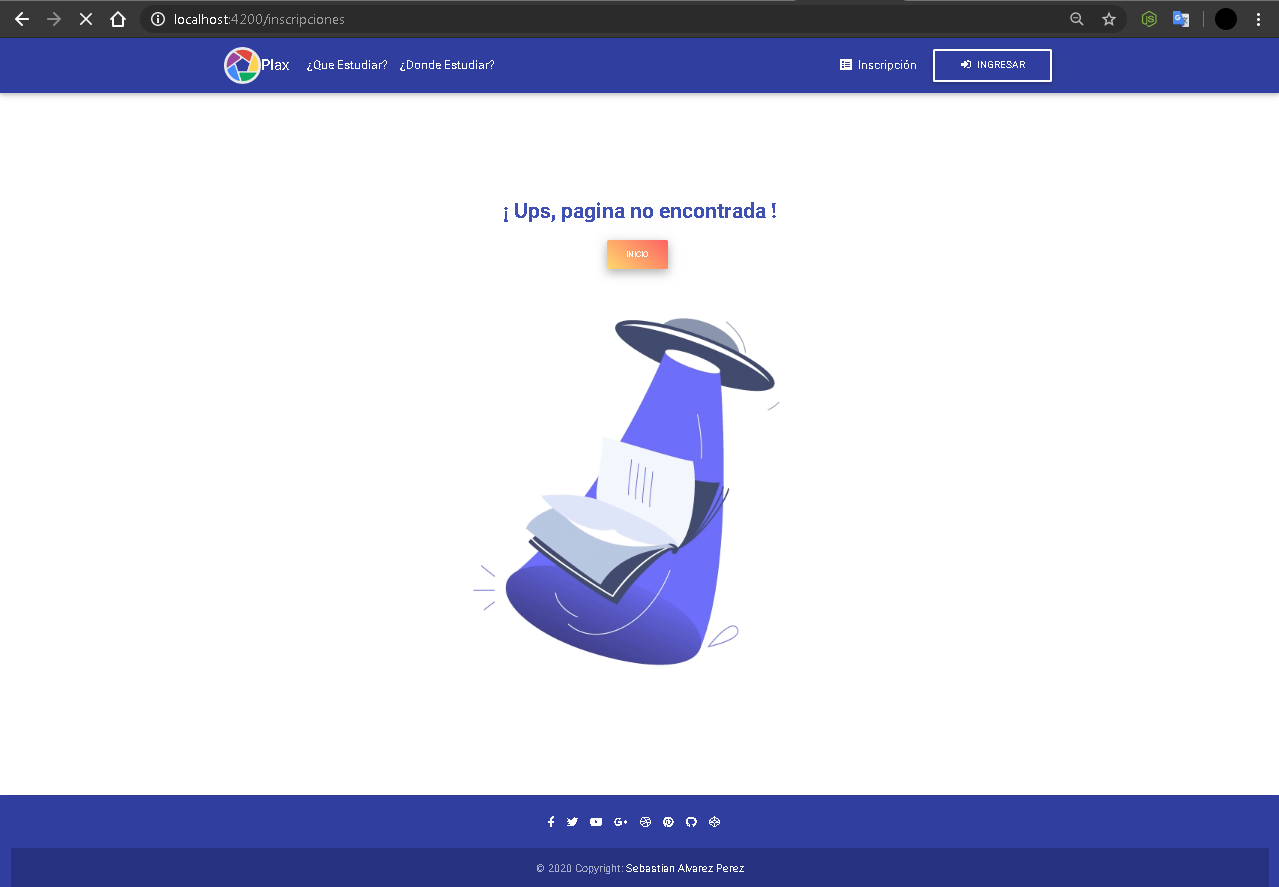 localhost:4200/inscripciones
Plax ¿Que Estudiar? ¿Donde Estudiar? Inscripción INGRESAR
¡ Ups, pagina no encontrada !
INICIO
© 2020 Copyright: Sebastian Alvarez Perez